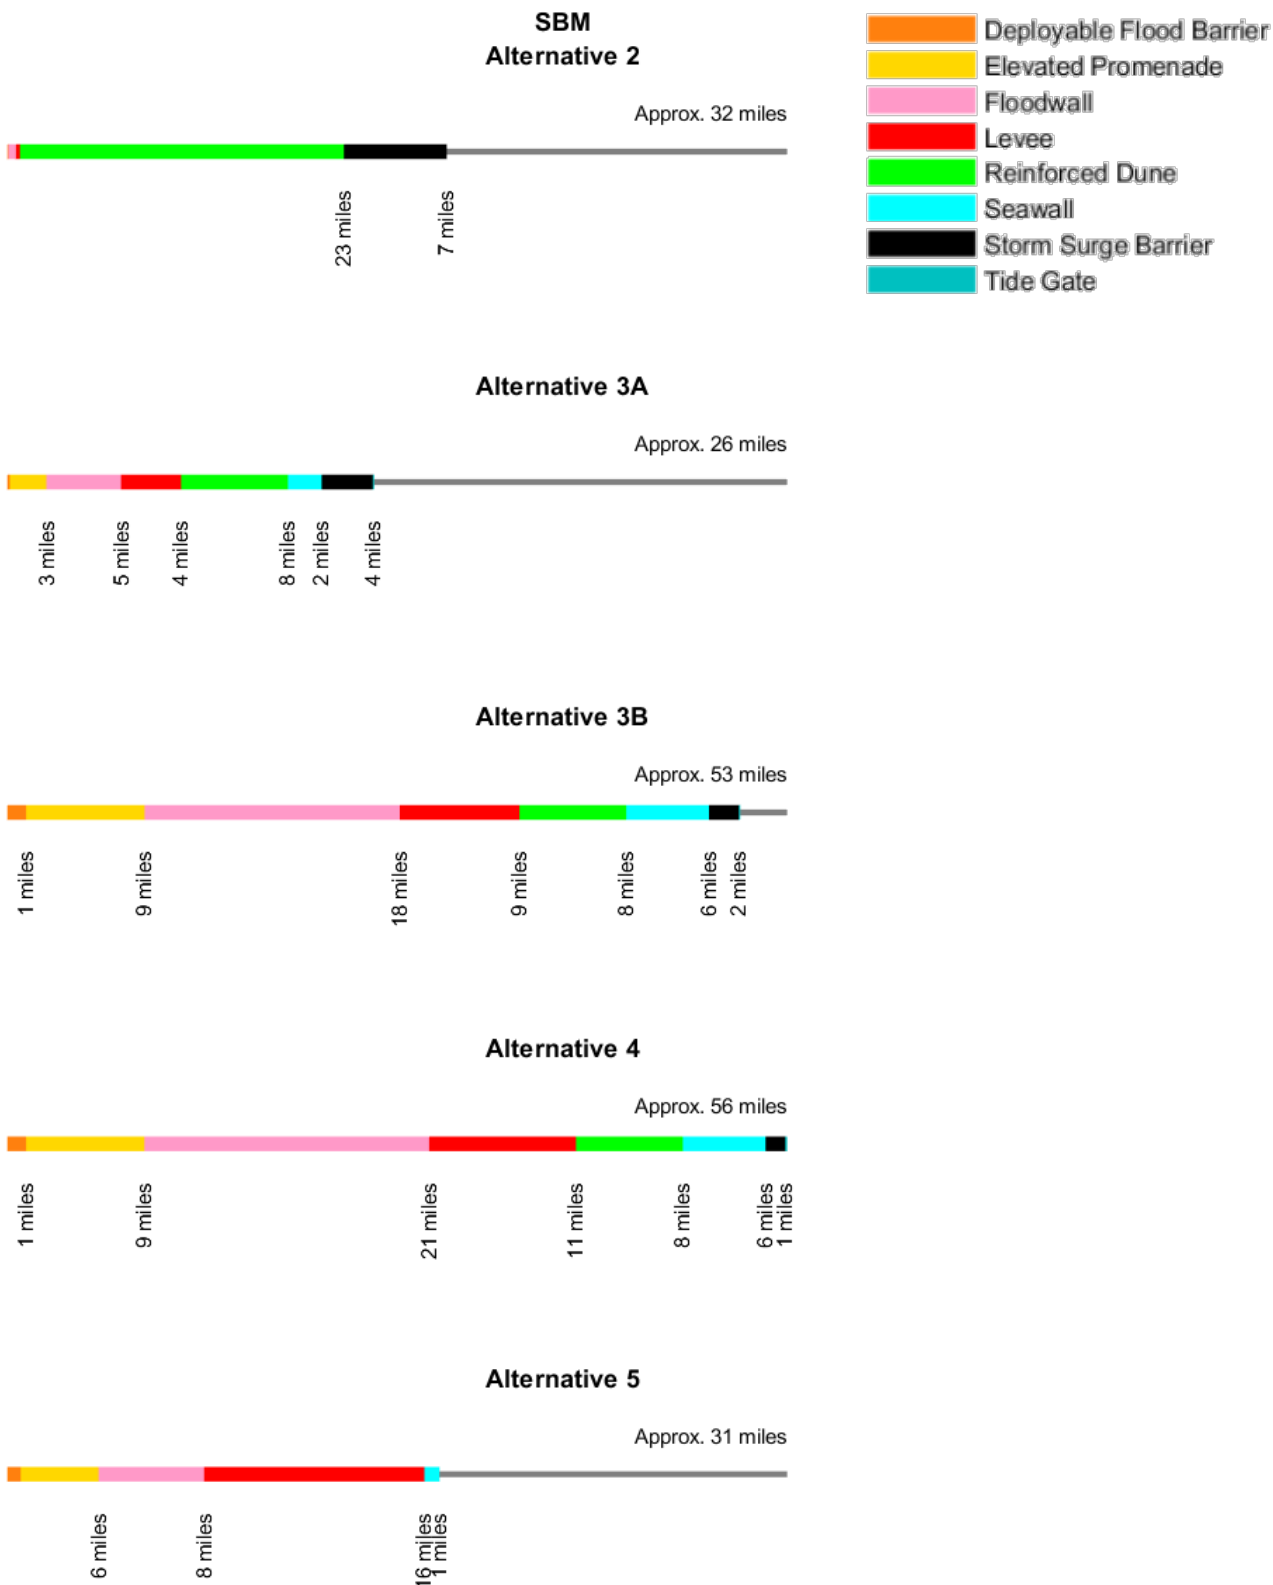 SBM
Alternative 2
Approx. 32 miles
23 miles
7 miles
Deployable Flood Barrier
Elevated Promenade
Floodwall
Levee
Reinforced Dune
Seawall
Storm Surge Barrier
Tide Gate
Alternative 3A
Approx. 26 miles
3 miles
5 miles
4 miles
8 miles
2 miles
4 miles
Alternative 3B
Approx. 53 miles
1 miles
9 miles
18 miles
9 miles
8 miles
6 miles
2 miles
Alternative 4
Approx. 56 miles
1 miles
9 miles
21 miles
11 miles
8 miles
6 miles
1 miles
Alternative 5
Approx. 31 miles
6 miles
8 miles
16 miles
1 miles